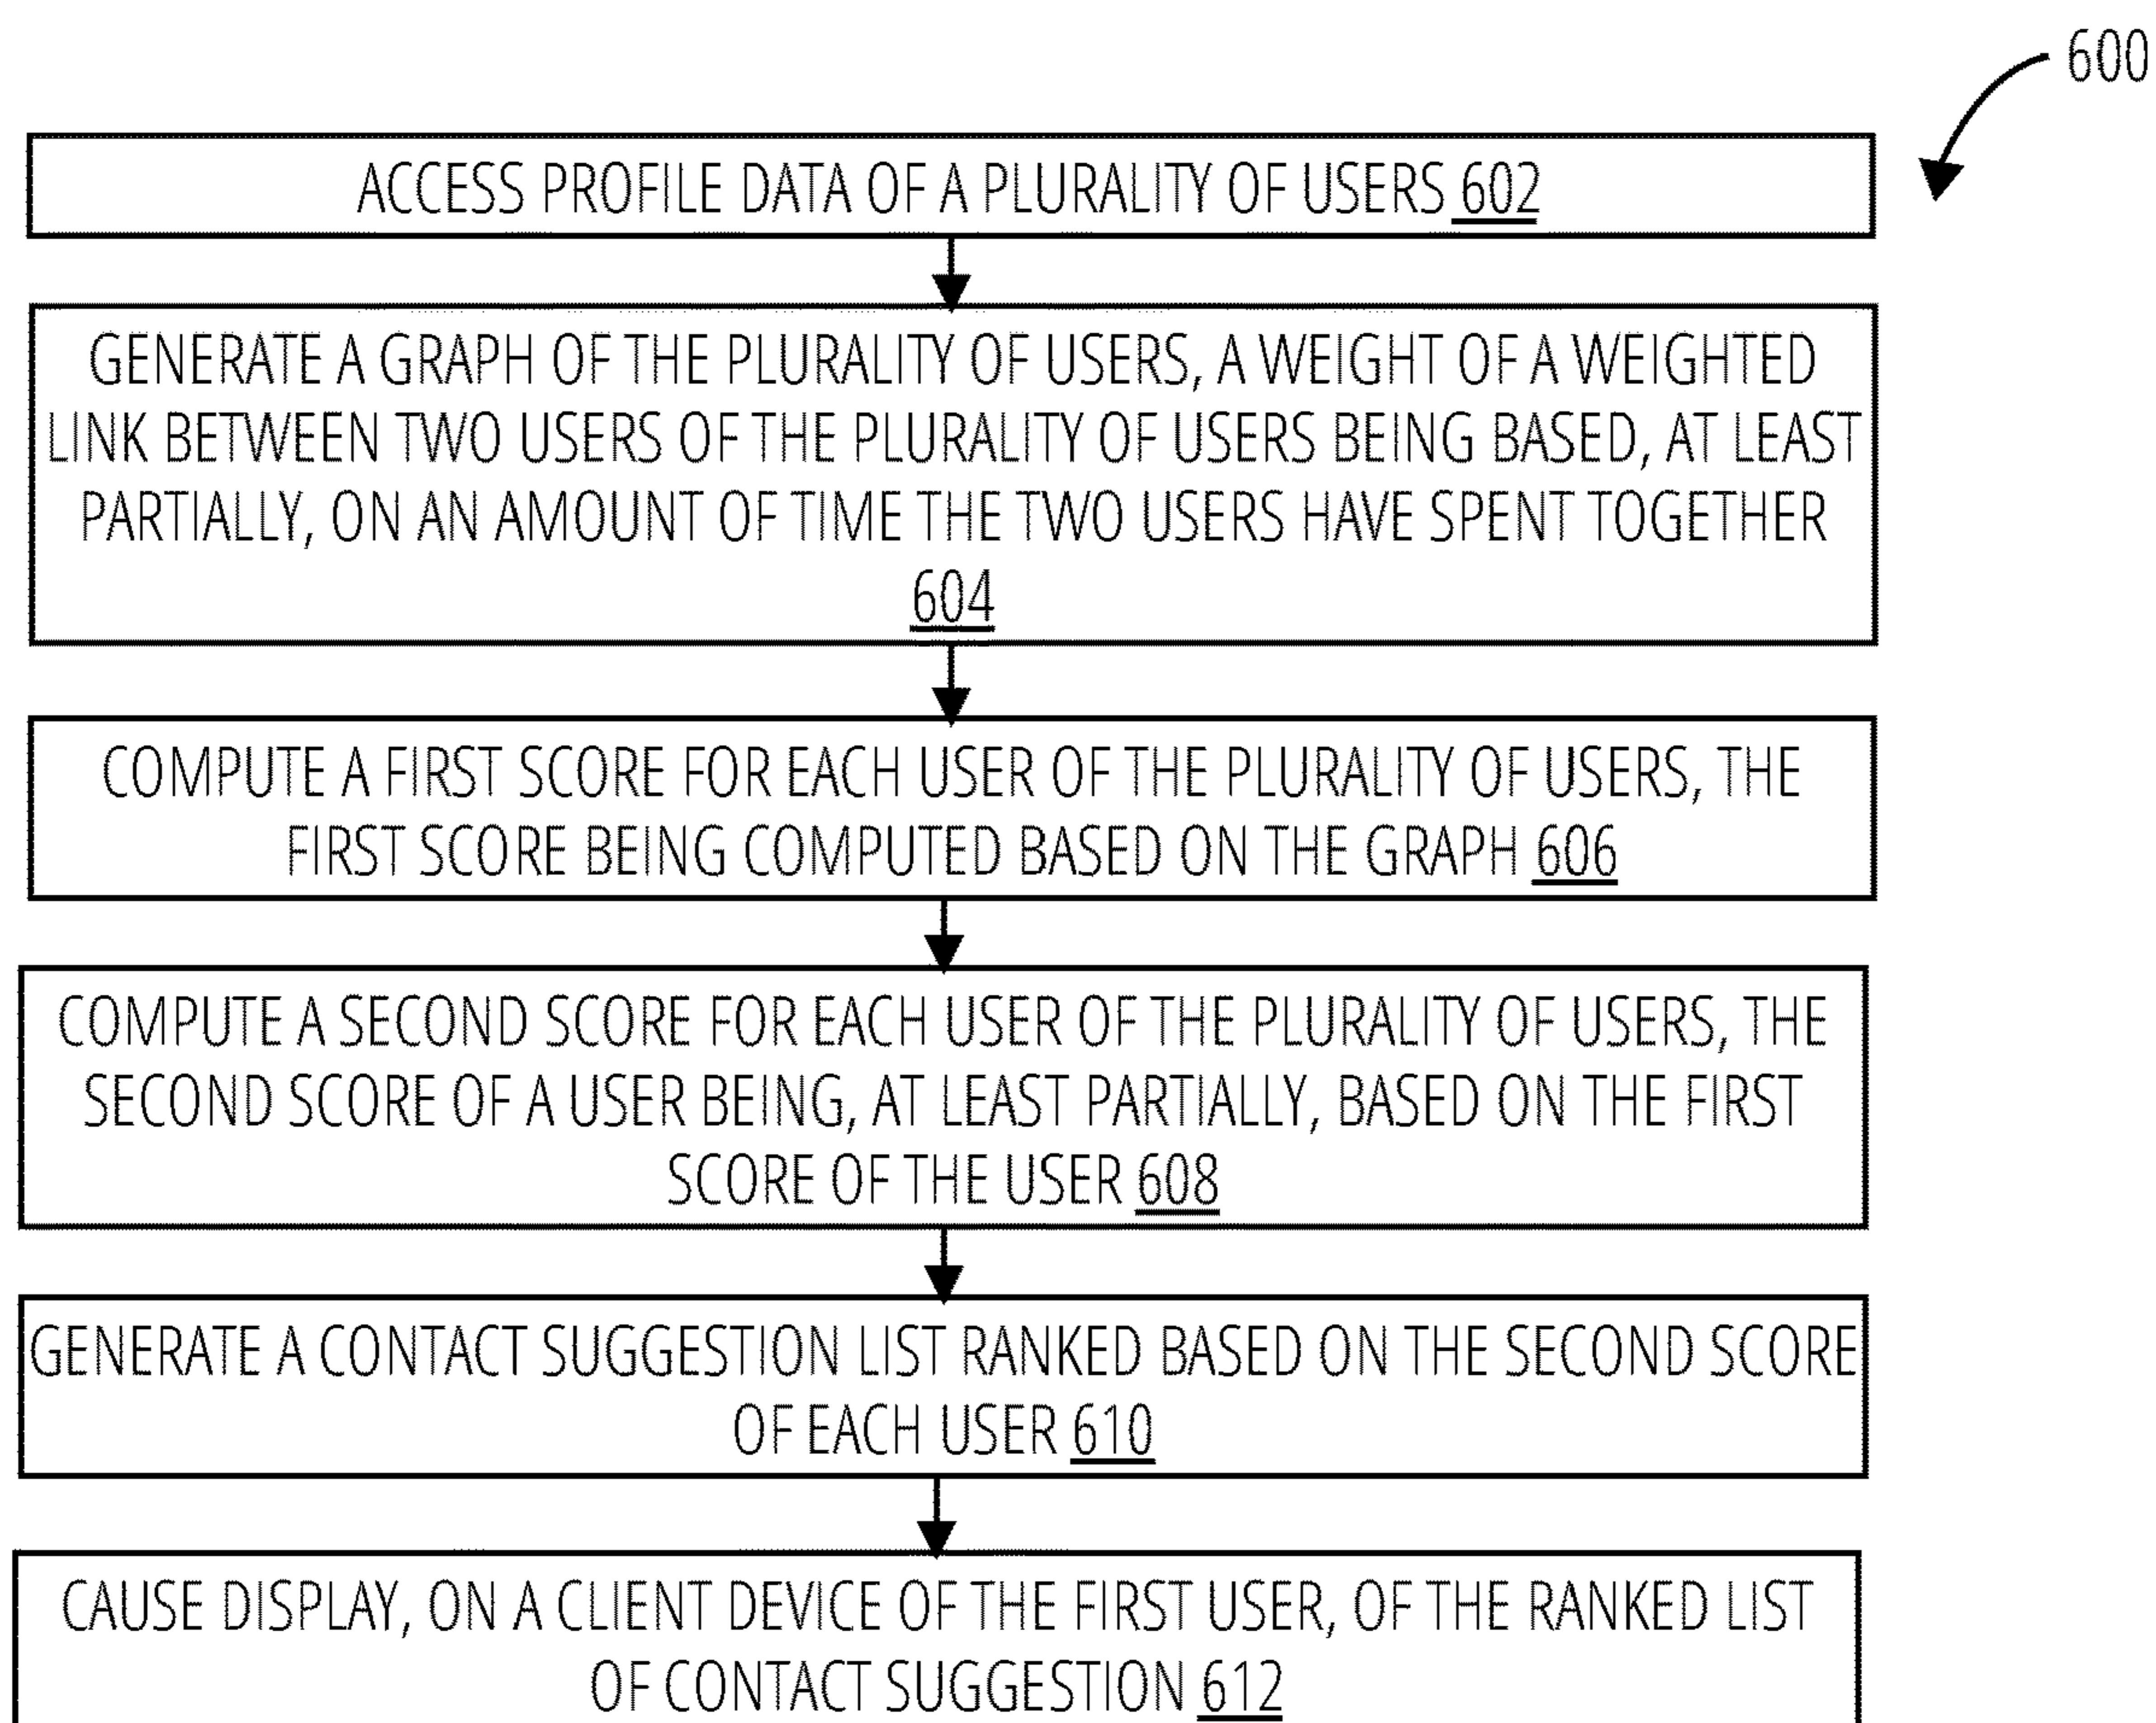 600
ACCESS PROFILE DATA OF A PLURALITY OF USERS 602
GENERATE A GRAPH OF THE PLURALITY OF USERS, A WEIGHT OF A WEIGHTED
LINK BETWEEN TWO USERS OF THE PLURALITY OF USERS BEING BASED, AT LEAST
PARTIALLY, ON AN AMOUNT OF TIME THE TWO USERS HAVE SPENT TOGETHER
604
COMPUTE A FIRST SCORE FOR EACH USER OF THE PLURALITY OF USERS, THE
FIRST SCORE BEING COMPUTED BASED ON THE GRAPH 606
COMPUTE A SECOND SCORE FOR EACH USER OF THE PLURALITY OF USERS, THE
SECOND SCORE OF A USER BEING, AT LEAST PARTIALLY, BASED ON THE FIRST
SCORE OF THE USER 608
GENERATE A CONTACT SUGGESTION LIST RANKED BASED ON THE SECOND SCORE
OF EACH USER 610
CAUSE DISPLAY, ON A CLIENT DEVICE OF THE FIRST USER, OF THE RANKED LIST
OF CONTACT SUGGESTION 612